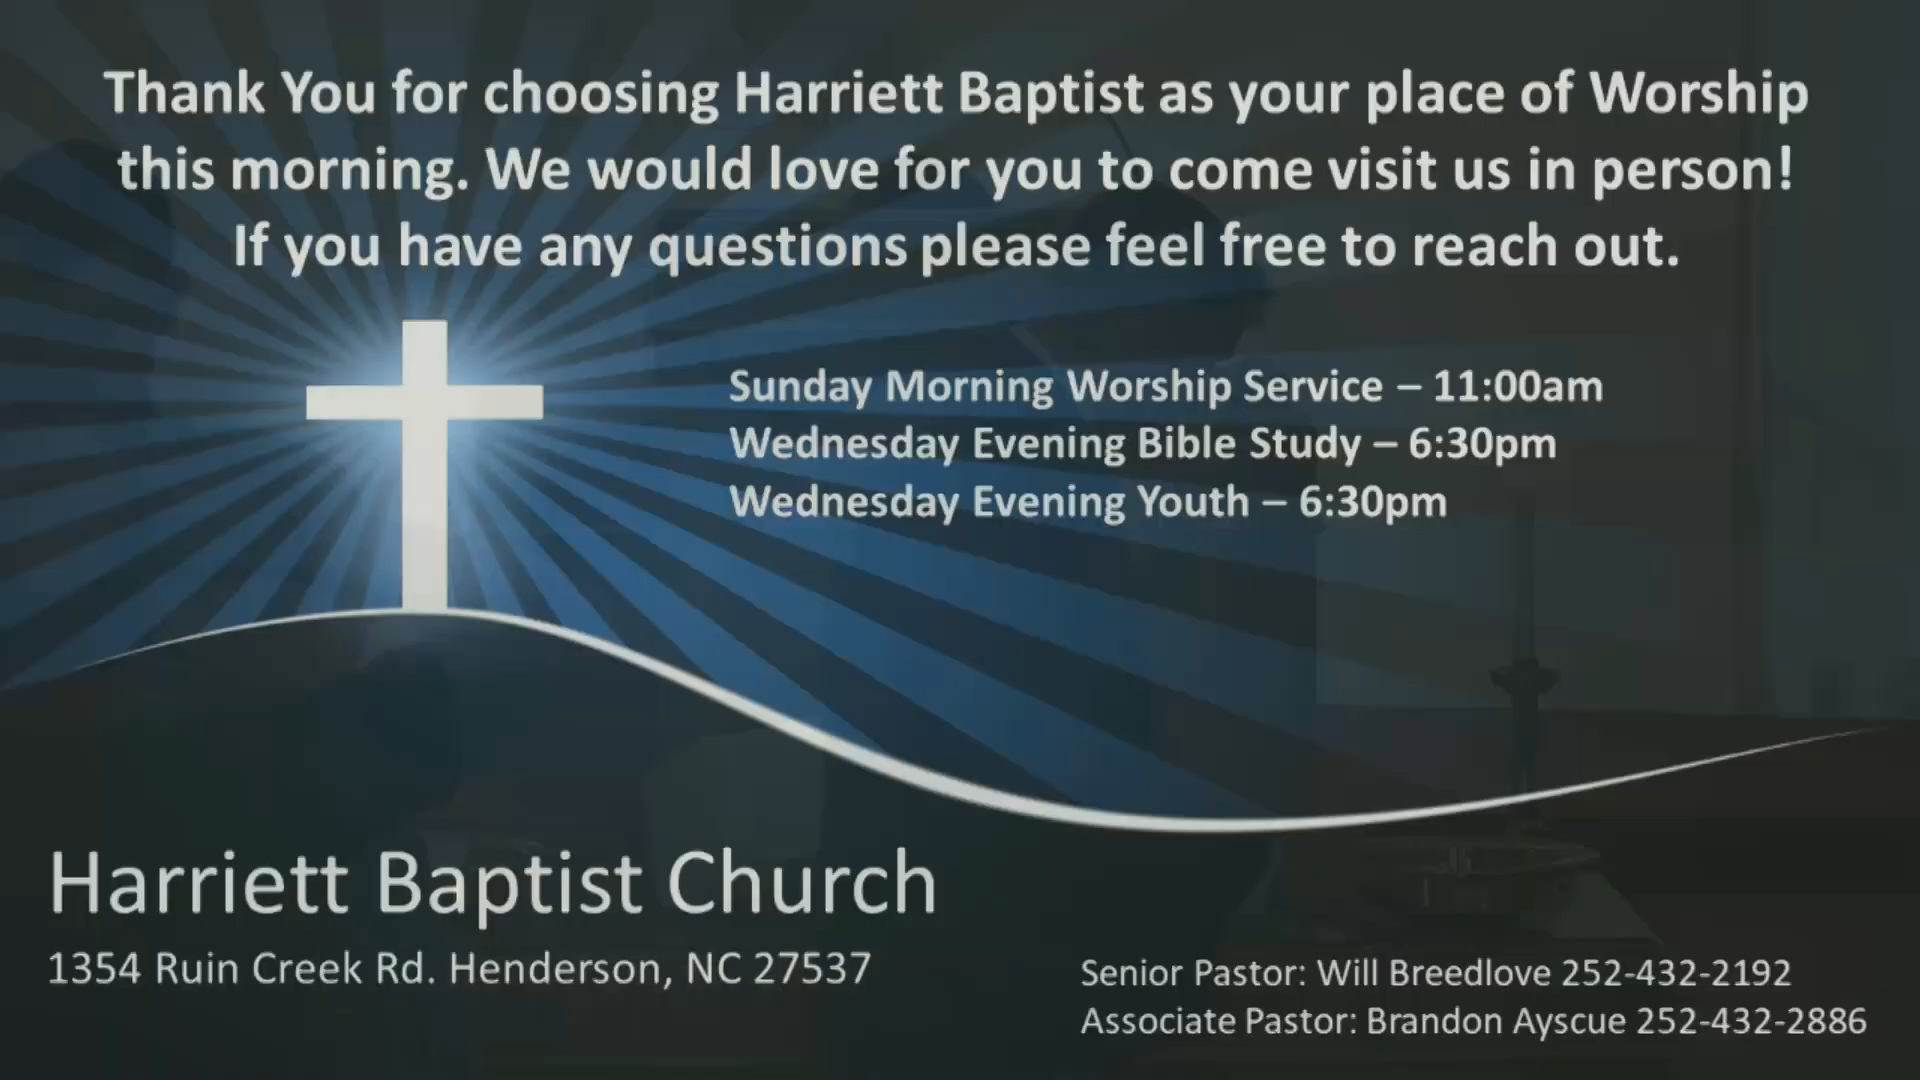 Thank You for choosing Harriett Baptist as your place of Worship
this morning. We would love for you to come visit us in person!
If you have any questions please feel free to reach out.
Sunday Morning Worship Service – 11:00am
Wednesday Evening Bible Study – 6:30pm
Wednesday Evening Youth – 6:30pm
Harriett Baptist Church
1354 Ruin Creek Rd. Henderson, NC 27537
Senior Pastor: Will Breedlove 252-432-2192
Associate Pastor: Brandon Ayscue 252-432-2886